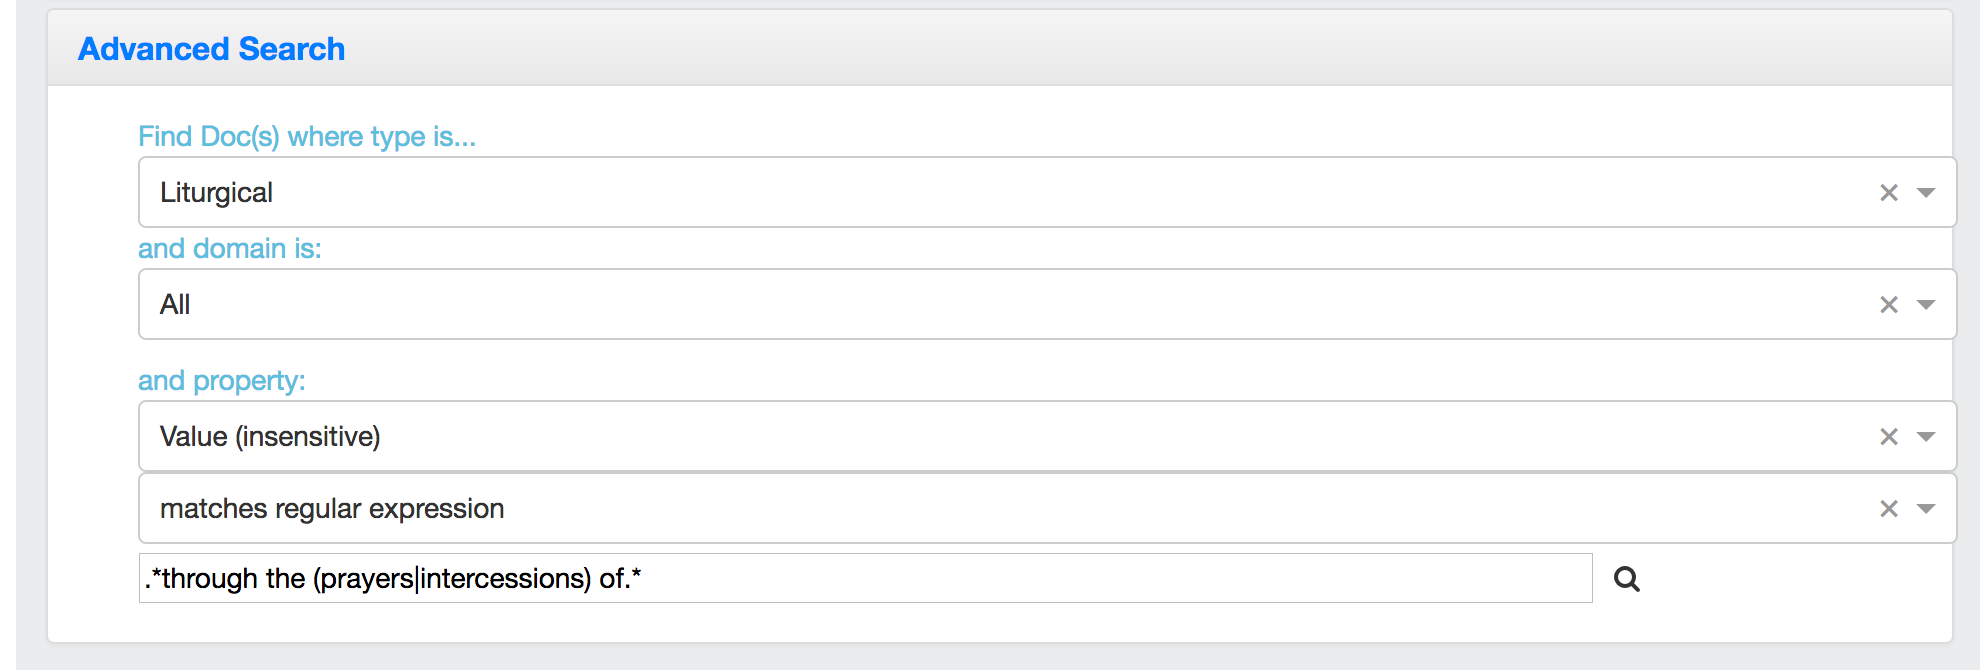 Advanced Search
Find Doc(s) where type is...
Liturgical
and domain is:
All
and property:
Value (insensitive)
matches regular expression
.*through the (prayers|intercessions) of.*